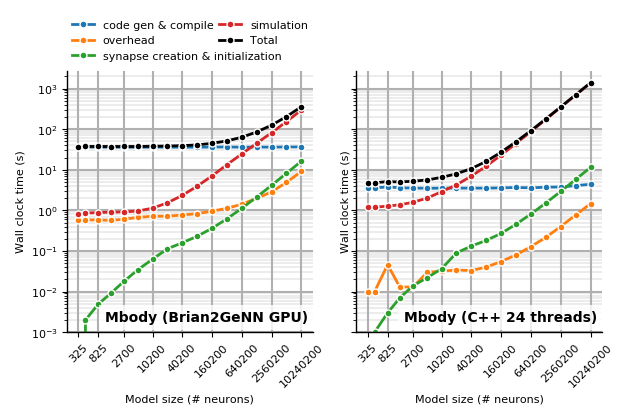 code gen & compile
simulation
overhead
Total
synapse creation & initialization
Wall clock time (s)
10³
10²
10¹
10⁰
10⁻¹
10⁻²
10⁻³
Mbody (Brian2GeNN GPU)
325
825
2700
10200
40200
160200
640200
2560200
10240200
Model size (# neurons)
Wall clock time (s)
Mbody (C++ 24 threads)
325
825
2700
10200
40200
160200
640200
2560200
10240200
Model size (# neurons)